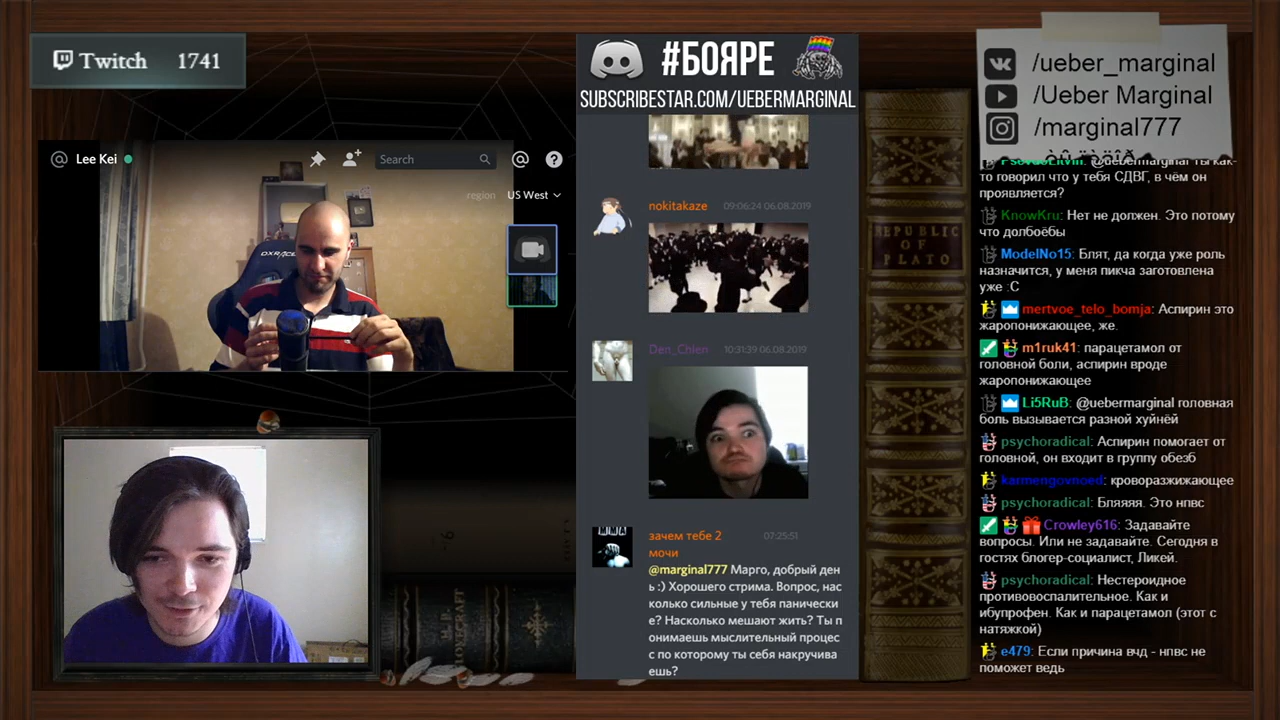 Twitch 1741
Lee Kei
Search
region
US West
DXRACER
#БОЯРЕ
SUBSCRIBESTAR.COM/UEBERMARGINAL
nokitakaze 09:06:24 06.08.2019
Den_Chien 10:31:39 06.08.2019
зачем тебе 2 07:25:51
мочи
@marginal777 Марго, добрый ден
ь :) Хорошего стрима. Вопрос, нас
колько сильные у тебя панически
е? Насколько мешают жить? Ты п
онимаешь мыслительный процес
с по которому ты себя накручива
ешь?
REPUBLIC
OF
PLATO
H.P.
LOVECRAFT
/ueber_marginal
/Ueber Marginal
/marginal777
PsevdoLitvin: @uebermarginal ты как-
то говорил что у тебя СДВГ, в чём он
проявляется?
KnowKru: Нет не должен. Это потому
что долбоёбы
ModelNo15: Блят, да когда уже роль
назначится, у меня пикча заготовлена
уже :С
mertvoe_telo_bomja: Аспирин это
жаропонижающее, же.
m1ruk41: парацетамол от
головной боли, аспирин вроде
жаропонижающее
Li5RuB: @uebermarginal головная
боль вызывается разной хуйнёй
psychoradical: Аспирин помогает от
головной, он входит в группу обезб
karmengovnoed: кроворазжижающее
psychoradical: Бляяяя. Это нпвс
Crowley616: Задавайте
вопросы. Или не задавайте. Сегодня в
гостях блогер-социалист, Ликей.
psychoradical: Нестероидное
противовоспалительное. Как и
ибупрофен. Как и парацетамол (этот с
натяжкой)
e479: Если причина вчд - нпвс не
поможет ведь